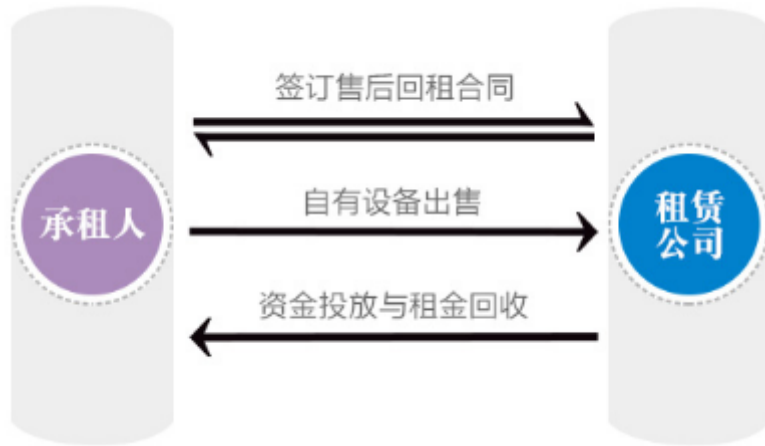 签订售后回租合同
承租人
自有设备出售
租赁
公司
资金投放与租金回收